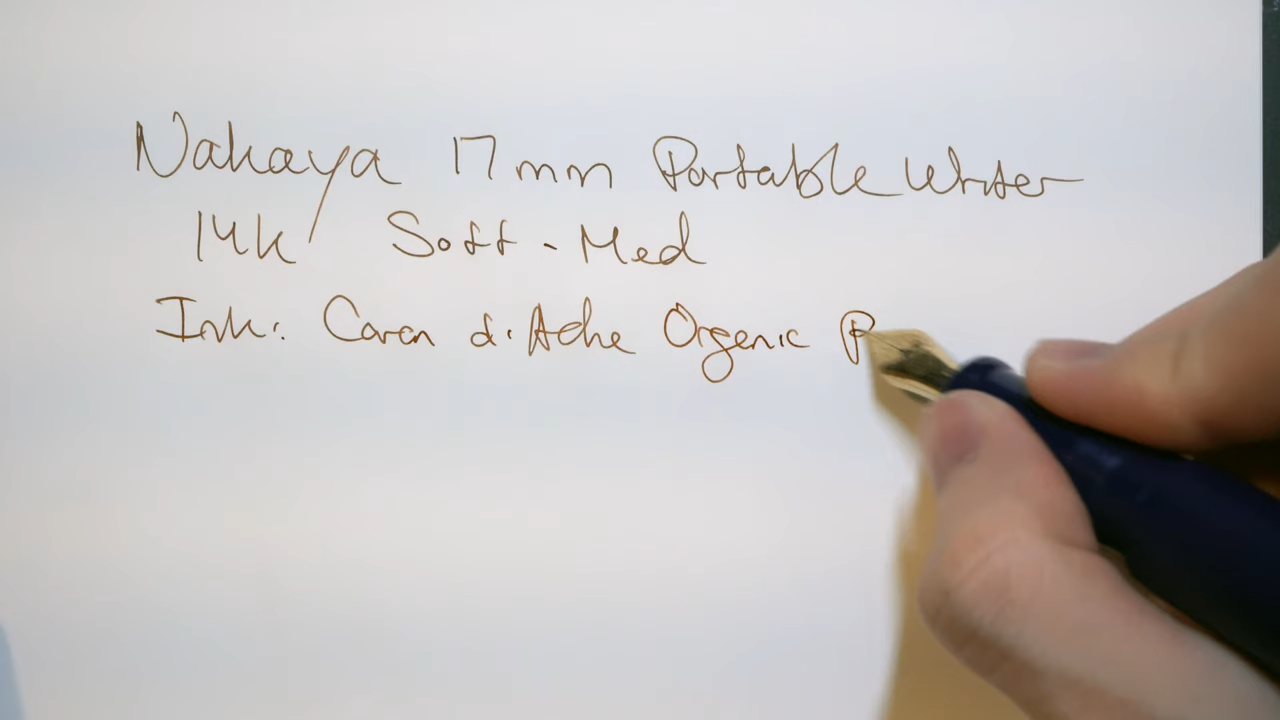 Nakaya 17mm Portable Writer
14k Soft-Med
Ink: Caran d'Ache Organic B